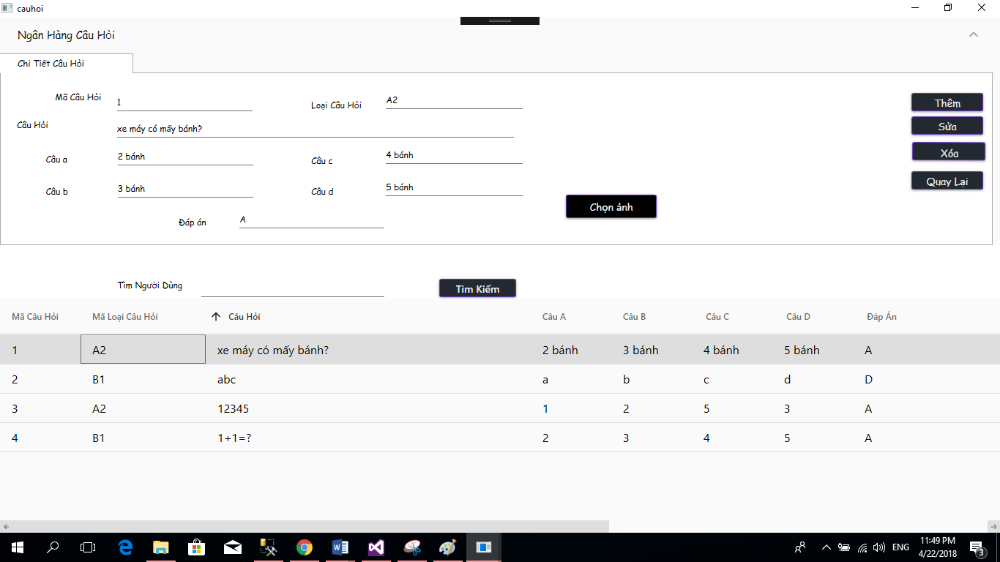 cauhoi
Ngân Hàng Câu Hỏi
Chi Tiết Câu Hỏi
Mã Câu Hỏi 1 Loại Câu Hỏi A2 Thêm
Câu Hỏi xe máy có mấy bánh? Sửa
Câu a 2 bánh Câu c 4 bánh Xóa
Câu b 3 bánh Câu d 5 bánh Quay Lại
Chọn ảnh
Đáp án A
Tìm Người Dùng Tìm Kiếm
Mã Câu Hỏi Mã Loại Câu Hỏi Câu Hỏi Câu A Câu B Câu C Câu D Đáp Án
1 A2 xe máy có mấy bánh? 2 bánh 3 bánh 4 bánh 5 bánh A
2 B1 abc a b c d D
3 A2 12345 1 2 5 3 A
4 B1 1+1=? 2 3 4 5 A
ENG 11:49 PM
4/22/2018 3